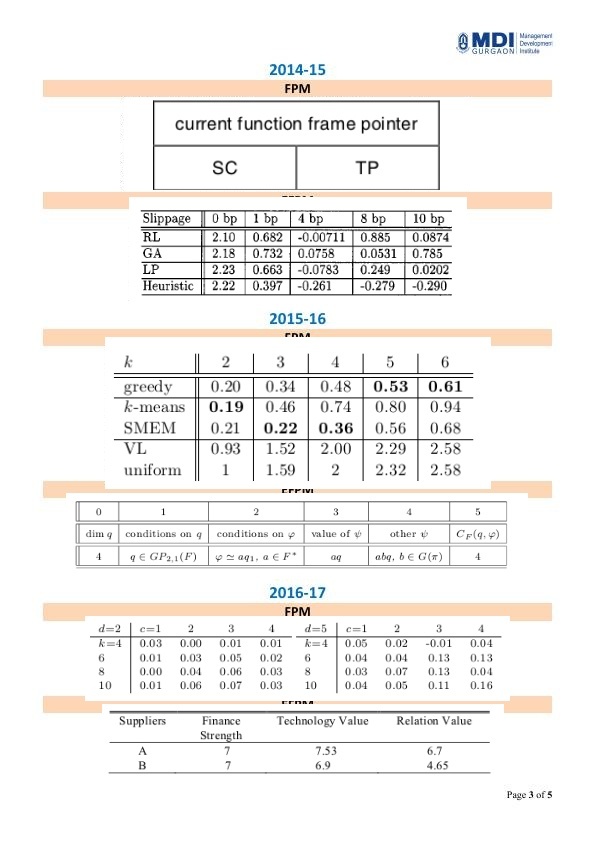 MDI GURGAON Management Development Institute
2014-15
FPM
current function frame pointer
SC TP
Slippage 0 bp 1 bp 4 bp 8 bp 10 bp
RL 2.10 0.682 -0.00711 0.885 0.0874
GA 2.18 0.732 0.0758 0.0531 0.785
LP 2.23 0.663 -0.0783 0.249 0.0202
Heuristic 2.22 0.397 -0.261 -0.279 -0.290
2015-16
k 2 3 4 5 6
greedy 0.20 0.34 0.48 0.53 0.61
k-means 0.19 0.46 0.74 0.80 0.94
SMEM 0.21 0.22 0.36 0.56 0.68
VL 0.93 1.52 2.00 2.29 2.58
uniform 1 1.59 2 2.32 2.58
0 1 2 3 4 5
dim q conditions on q conditions on φ value of ψ other ψ C_F(q, φ)
4 q ∈ GP₂,₁(F) φ ≃ aq₁, a ∈ F* aq abq, b ∈ G(π) 4
2016-17
FPM
d=2 c=1 2 3 4 d=5 c=1 2 3 4
k=4 0.03 0.00 0.01 0.01 k=4 0.05 0.02 -0.01 0.04
6 0.01 0.03 0.05 0.02 6 0.04 0.04 0.13 0.13
8 0.00 0.04 0.06 0.03 8 0.03 0.07 0.13 0.04
10 0.01 0.06 0.07 0.03 10 0.04 0.05 0.11 0.16
Suppliers Finance Strength Technology Value Relation Value
A 7 7.53 6.7
B 7 6.9 4.65
Page 3 of 5